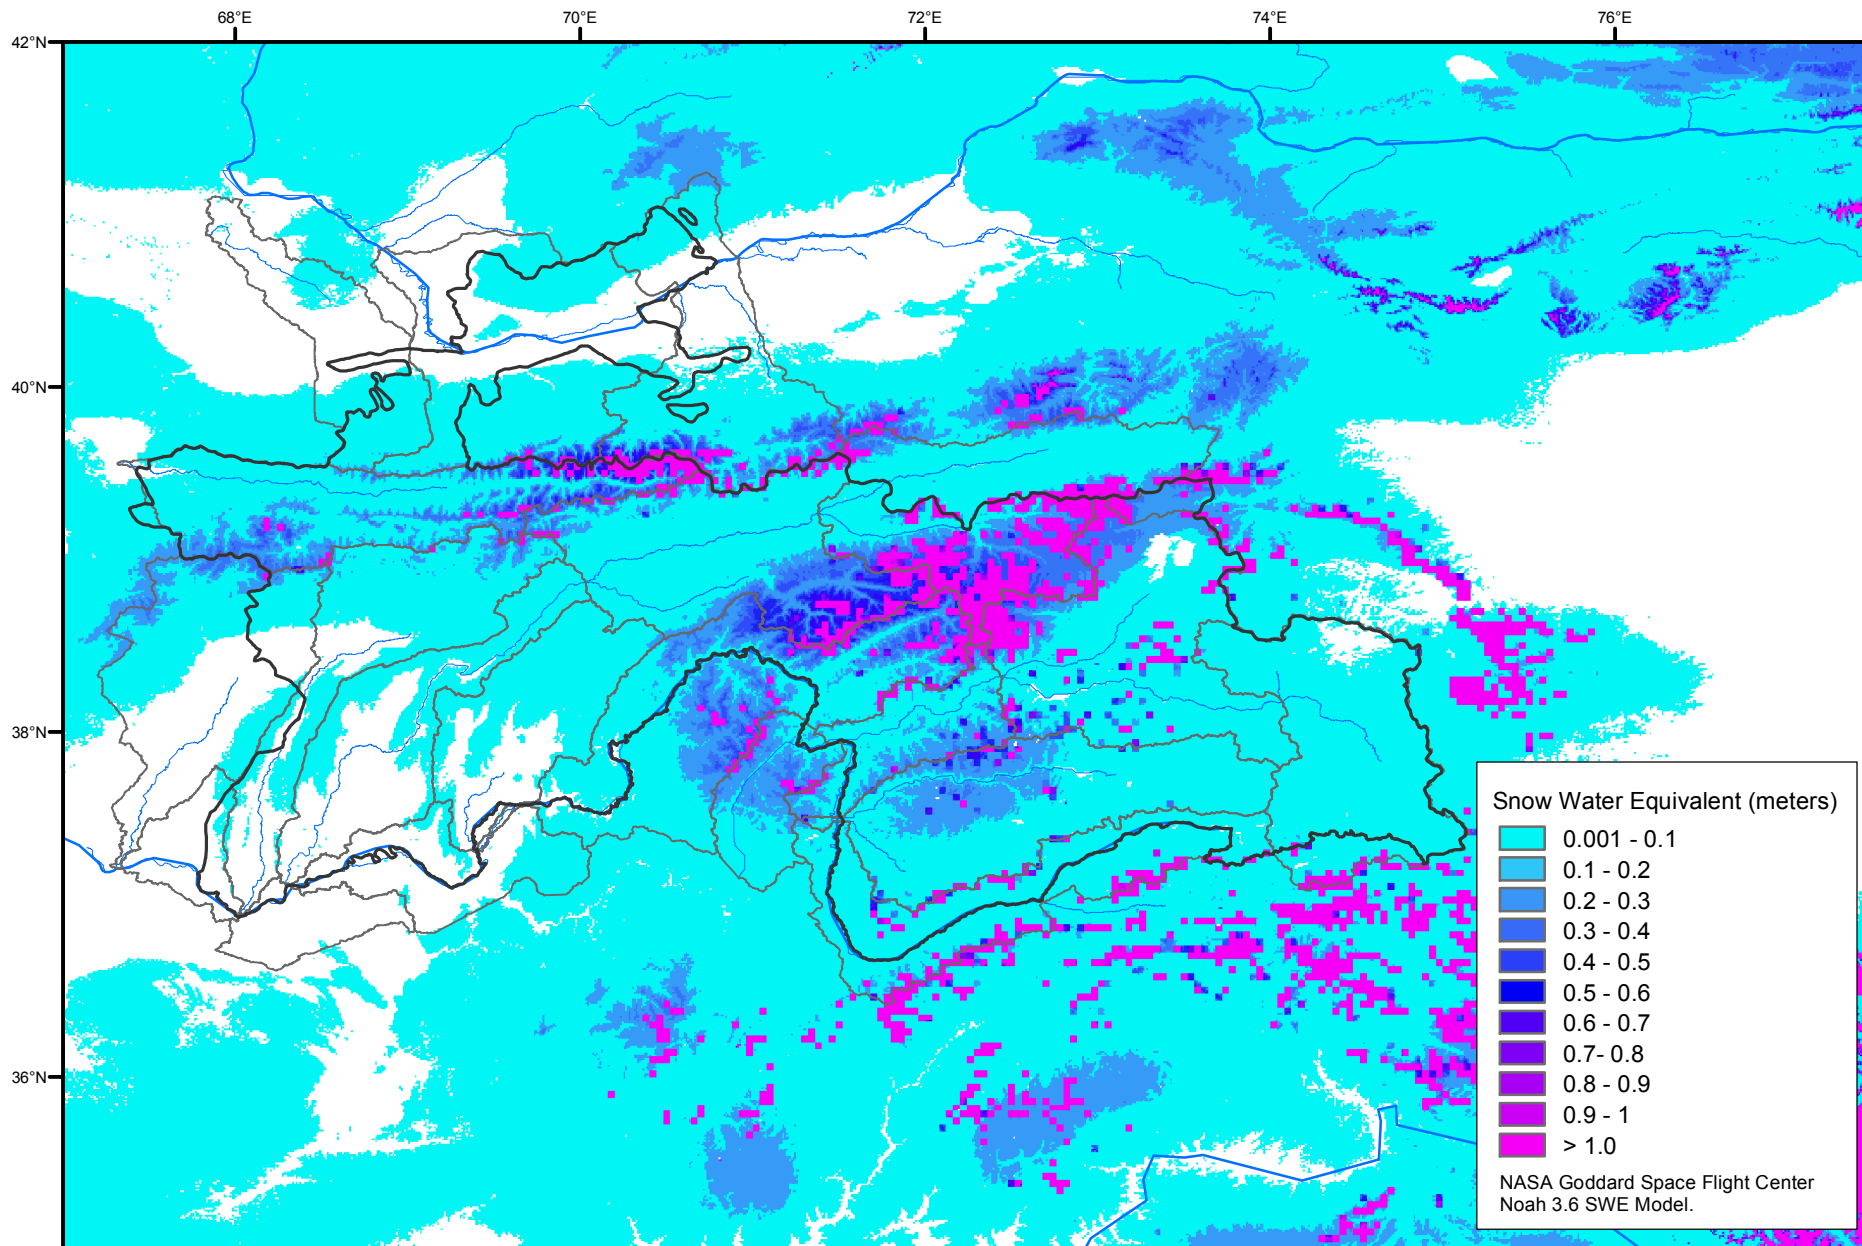 68°E
70°E
72°E
74°E
76°E
42°N
40°N
38°N
36°N
Snow Water Equivalent (meters)
0.001 - 0.1
0.1 - 0.2
0.2 - 0.3
0.3 - 0.4
0.4 - 0.5
0.5 - 0.6
0.6 - 0.7
0.7- 0.8
0.8 - 0.9
0.9 - 1
> 1.0
NASA Goddard Space Flight Center
Noah 3.6 SWE Model.